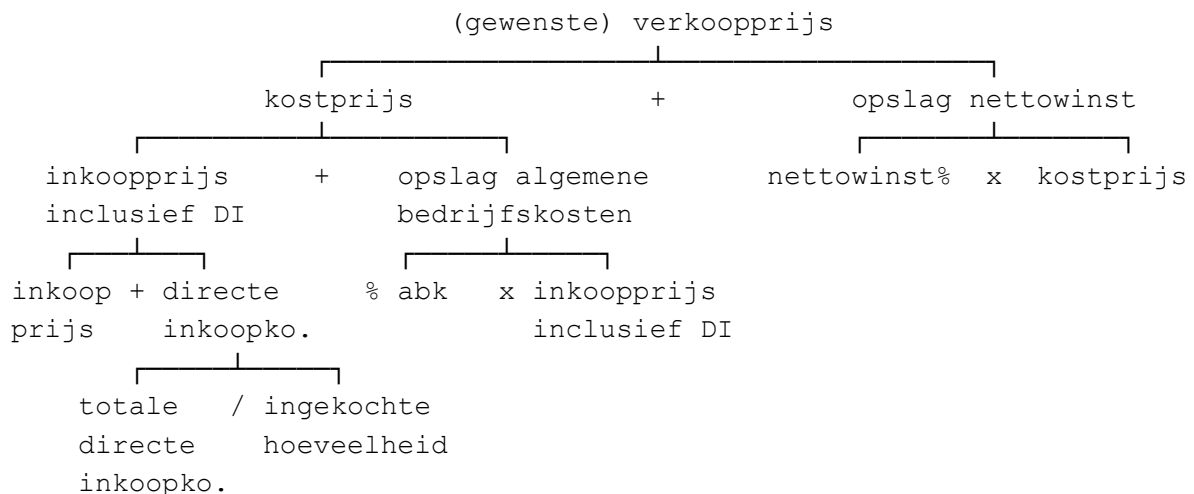 (gewenste) verkoopprijs
kostprijs + opslag nettowinst
inkoopprijs + opslag algemene nettowinst% x kostprijs
inclusief DI bedrijfskosten
inkoop + directe % abk x inkoopprijs
prijs inkoopko. inclusief DI
totale / ingekochte
directe hoeveelheid
inkoopko.